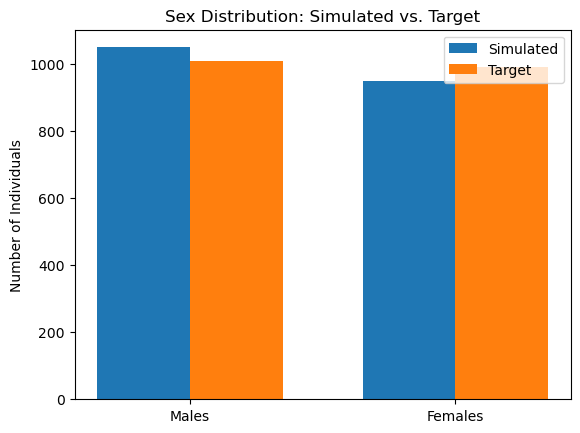 Sex Distribution: Simulated vs. Target
Simulated
Target
Number of Individuals
1000
800
600
400
200
0
Males
Females